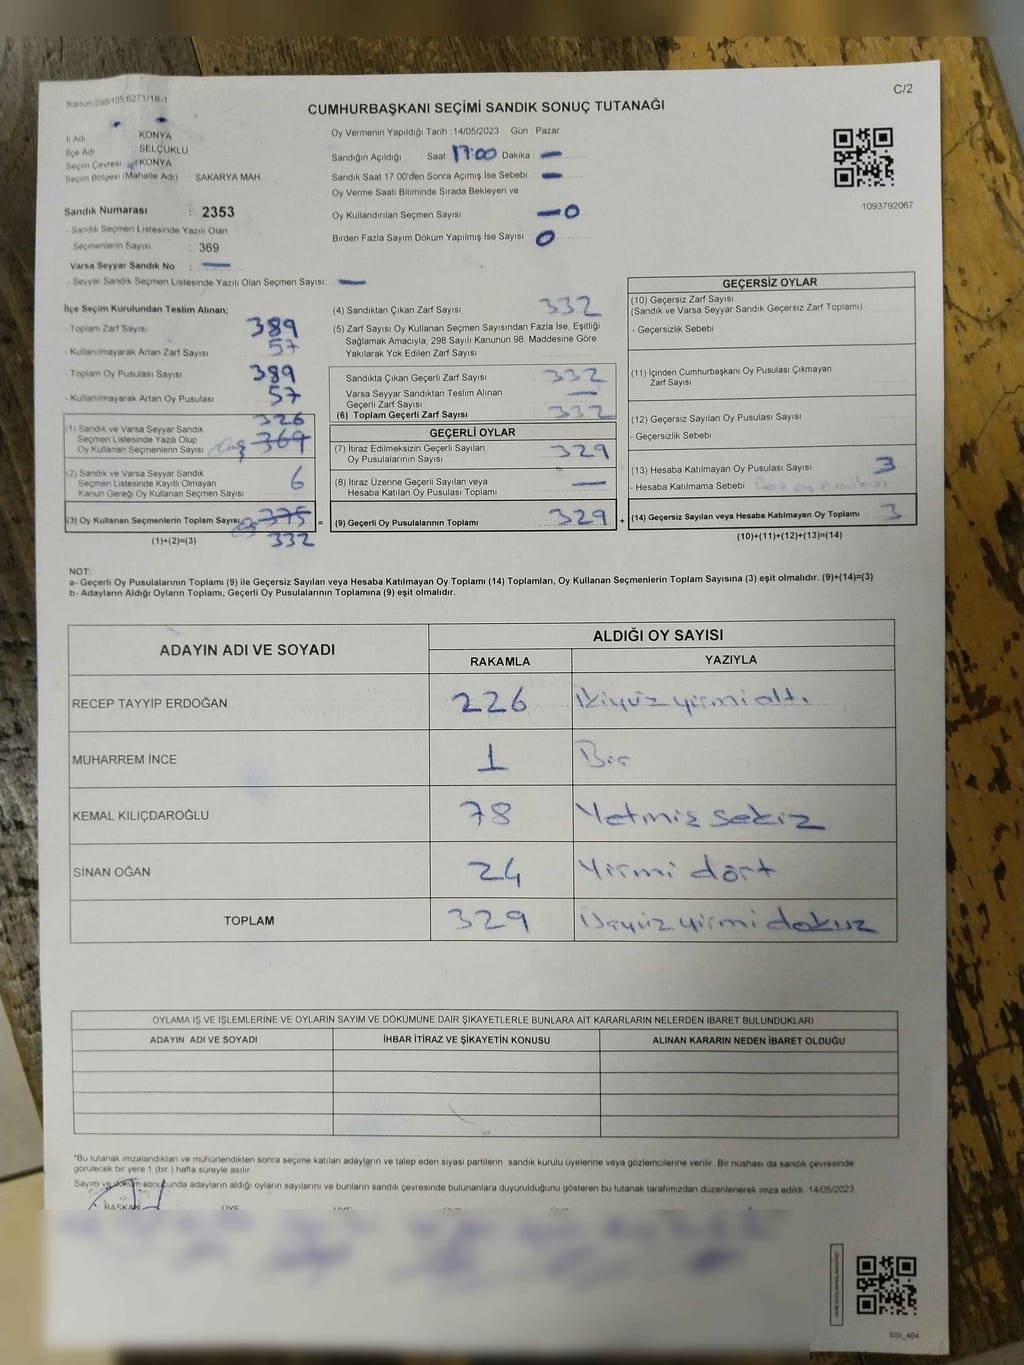 Kanun 298/105,6271/18-1
C/2
CUMHURBAŞKANI SEÇİMİ SANDIK SONUÇ TUTANAĞI
İl Adı KONYA
İlçe Adı SELÇUKLU
Seçim Çevresi KONYA
Seçim Bölgesi (Mahalle Adı) SAKARYA MAH.
Sandık Numarası : 2353
- Sandık Seçmen Listesinde Yazılı Olan
Seçmenlerin Sayısı : 369
Varsa Seyyar Sandık No : —
- Seyyar Sandık Seçmen Listesinde Yazılı Olan Seçmen Sayısı: —
Oy Vermenin Yapıldığı Tarih : 14/05/2023 Gün Pazar
Sandığın Açıldığı Saat 17:00 Dakika : —
Sandık Saat 17.00'den Sonra Açımış İse Sebebi : —
Oy Verme Saati Bitiminde Sırada Bekleyen ve
Oy Kullandırılan Seçmen Sayısı : — 0
Birden Fazla Sayım Döküm Yapılmış İse Sayısı : 0
1093792067
İlçe Seçim Kurulundan Teslim Alınan;
- Toplam Zarf Sayısı 389
- Kullanılmayarak Artan Zarf Sayısı 57
- Toplam Oy Pusulası Sayısı 389
- Kullanılmayarak Artan Oy Pusulası 57
326
(1) Sandık ve Varsa Seyyar Sandık
Seçmen Listesinde Yazılı Olup
Oy Kullanan Seçmenlerin Sayısı 369
(2) Sandık ve Varsa Seyyar Sandık
Seçmen Listesinde Kayıtlı Olmayan
Kanun Gereği Oy Kullanan Seçmen Sayısı 6
(3) Oy Kullanan Seçmenlerin Toplam Sayısı 375 =
(1)+(2)=(3) 332
(4) Sandıktan Çıkan Zarf Sayısı : 332
(5) Zarf Sayısı Oy Kullanan Seçmen Sayısından Fazla İse, Eşitliği
Sağlamak Amacıyla; 298 Sayılı Kanunun 98. Maddesine Göre
Yakılarak Yok Edilen Zarf Sayısı :
Sandıkta Çıkan Geçerli Zarf Sayısı : 332
Varsa Seyyar Sandıktan Teslim Alınan
Geçerli Zarf Sayısı : —
(6) Toplam Geçerli Zarf Sayısı : 332
GEÇERLİ OYLAR
(7) İtiraz Edilmeksizin Geçerli Sayılan
Oy Pusulalarının Sayısı : 329
(8) İtiraz Üzerine Geçerli Sayılan veya
Hesaba Katılan Oy Pusulası Toplamı : —
(9) Geçerli Oy Pusulalarının Toplamı : 329 +
GEÇERSİZ OYLAR
(10) Geçersiz Zarf Sayısı
(Sandık ve Varsa Seyyar Sandık Geçersiz Zarf Toplamı) :
- Geçersizlik Sebebi :
(11) İçinden Cumhurbaşkanı Oy Pusulası Çıkmayan
Zarf Sayısı :
(12) Geçersiz Sayılan Oy Pusulası Sayısı :
- Geçersizlik Sebebi :
(13) Hesaba Katılmayan Oy Pusulası Sayısı : 3
- Hesaba Katılmama Sebebi :
(14) Geçersiz Sayılan veya Hesaba Katılmayan Oy Toplamı : 3
(10)+(11)+(12)+(13)=(14)
NOT:
a- Geçerli Oy Pusulalarının Toplamı (9) ile Geçersiz Sayılan veya Hesaba Katılmayan Oy Toplamı (14) Toplamları, Oy Kullanan Seçmenlerin Toplam Sayısına (3) eşit olmalıdır. (9)+(14)=(3)
b- Adayların Aldığı Oyların Toplamı, Geçerli Oy Pusulalarının Toplamına (9) eşit olmalıdır.
ADAYIN ADI VE SOYADI ALDIĞI OY SAYISI
RAKAMLA YAZIYLA
RECEP TAYYİP ERDOĞAN 226 ikiyüz yirmi altı
MUHARREM İNCE 1 Bir
KEMAL KILIÇDAROĞLU 78 Yetmiş sekiz
SİNAN OĞAN 24 Yirmi dört
TOPLAM 329 Üçyüz yirmi dokuz
OYLAMA İŞ VE İŞLEMLERİNE VE OYLARIN SAYIM VE DÖKÜMÜNE DAİR ŞİKAYETLERLE BUNLARA AİT KARARLARIN NELERDEN İBARET BULUNDUKLARI
ADAYIN ADI VE SOYADI İHBAR İTİRAZ VE ŞİKAYETİN KONUSU ALINAN KARARIN NEDEN İBARET OLDUĞU
*Bu tutanak imzalandıktan ve mühürlendikten sonra seçime katılan adayların ve talep eden siyasi partilerin sandık kurulu üyelerine veya gözlemcilerine verilir. Bir nüshası da sandık çevresinde
görülecek bir yere 1 (bir ) hafta süreyle asılır.
Sayım ve döküm sonucunda adayların aldığı oyların sayılarını ve bunların sandık çevresinde bulunanlara duyurulduğunu gösteren bu tutanak tarafımızdan düzenlenerek imza edildi. 14/05/2023
BAŞKAN ÜYE
SSI_404